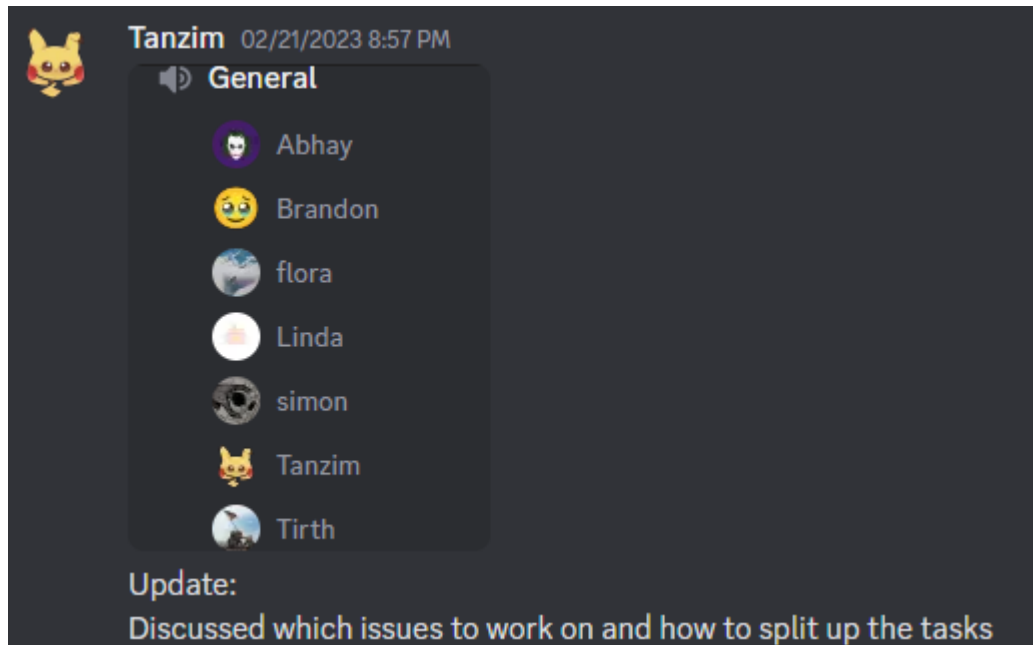 Tanzim 02/21/2023 8:57 PM
General
Abhay
Brandon
flora
Linda
simon
Tanzim
Tirth
Update:
Discussed which issues to work on and how to split up the tasks